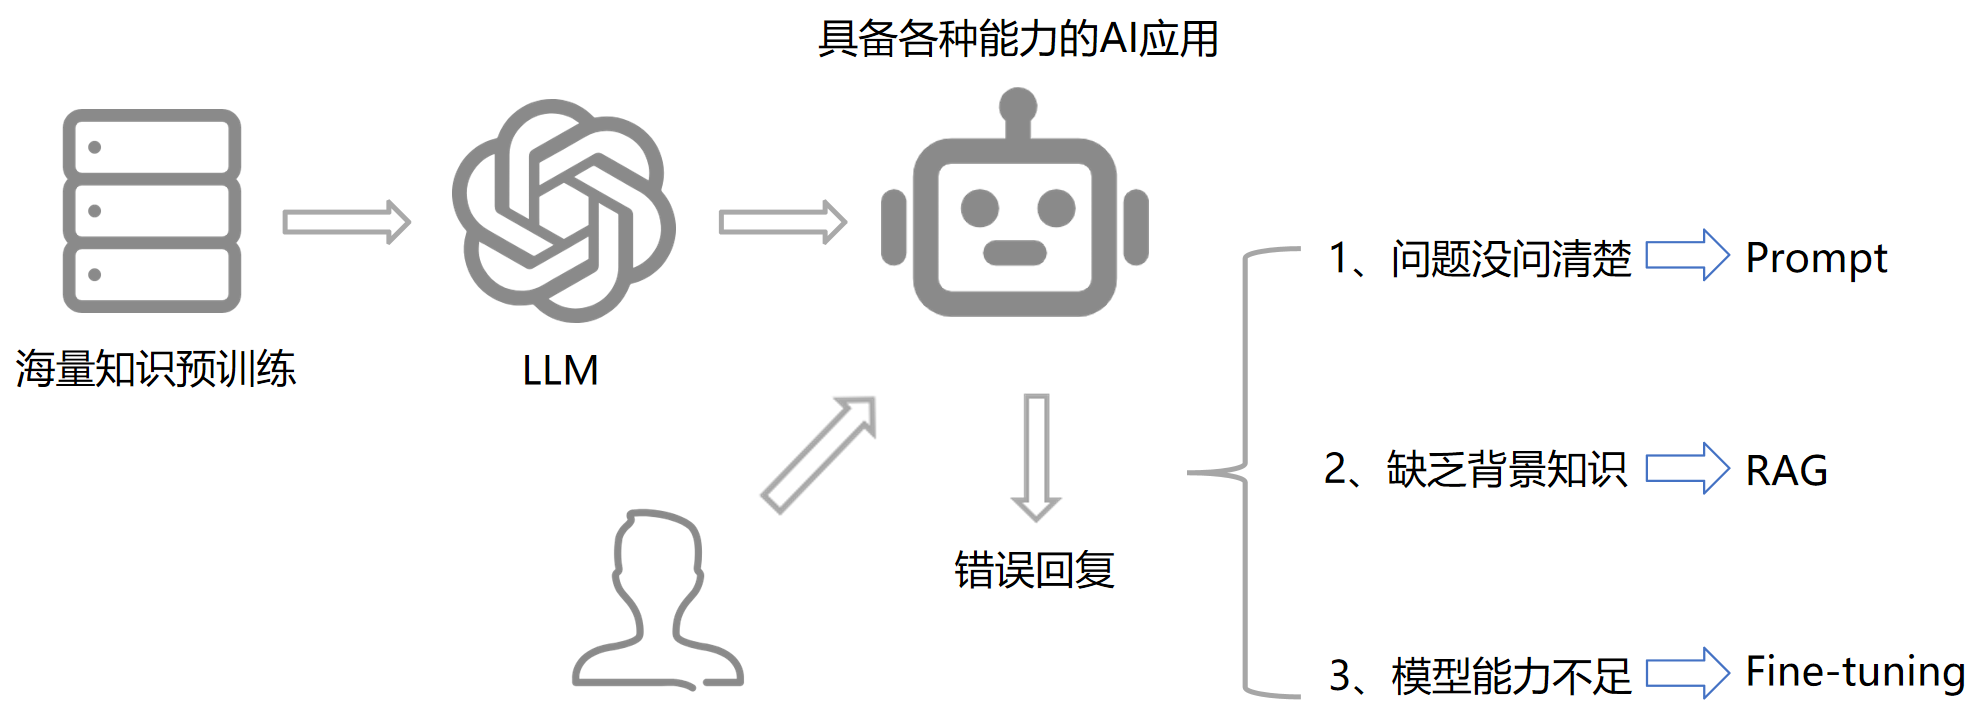 具备各种能力的AI应用
海量知识预训练
LLM
错误回复
1、问题没问清楚
Prompt
2、缺乏背景知识
RAG
3、模型能力不足
Fine-tuning